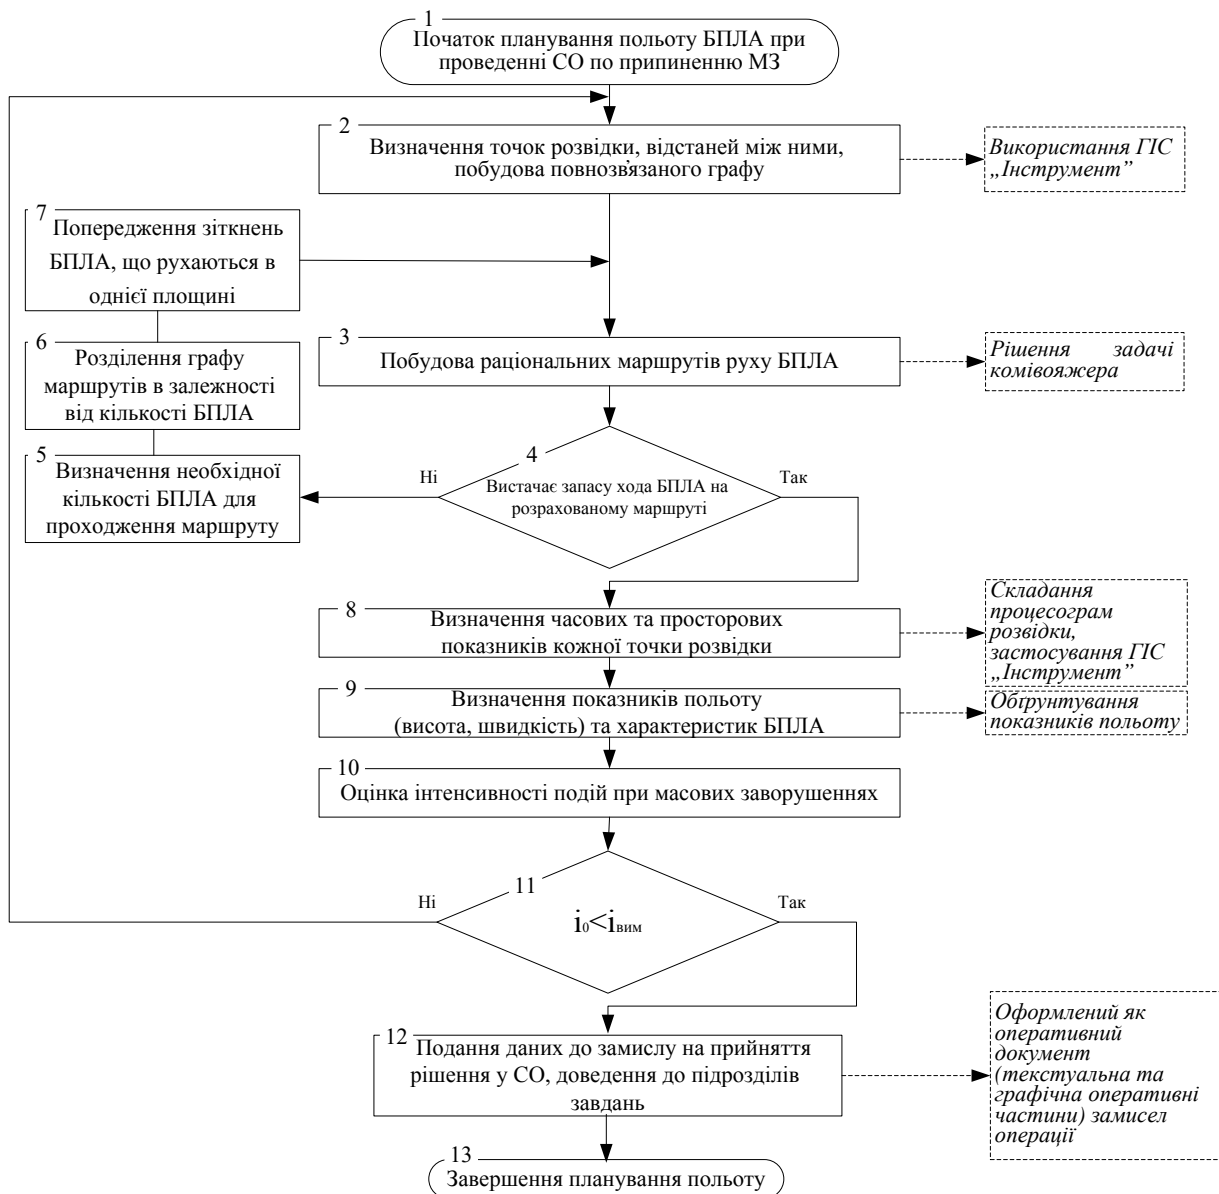 1
Початок планування польоту БПЛА при
проведенні СО по припиненню МЗ
2
Визначення точок розвідки, відстаней між ними,
побудова повнозв'язаного графу
Використання ГІС
„Інструмент”
7
Попередження зіткнень
БПЛА, що рухаються в
однієї площині
6
Розділення графу
маршрутів в залежності
від кількості БПЛА
3
Побудова раціональних маршрутів руху БПЛА
Рішення задачі
комівояжера
5
Визначення необхідної
кількості БПЛА для
проходження маршруту
Ні
4
Вистачає запасу хода БПЛА на
розрахованому маршруті
Так
8
Визначення часових та просторових
показників кожної точки розвідки
Складання
процесограм
розвідки,
застосування ГІС
„Інструмент”
9
Визначення показників польоту
(висота, швидкість) та характеристик БПЛА
Обґрунтування
показників польоту
10
Оцінка інтенсивності подій при масових заворушеннях
Ні
11
i₀<iвим
Так
12
Подання даних до замислу на прийняття
рішення у СО, доведення до підрозділів
завдань
Оформлений як
оперативний
документ
(текстуальна та
графічна оперативні
частини) замисел
операції
13
Завершення планування польоту